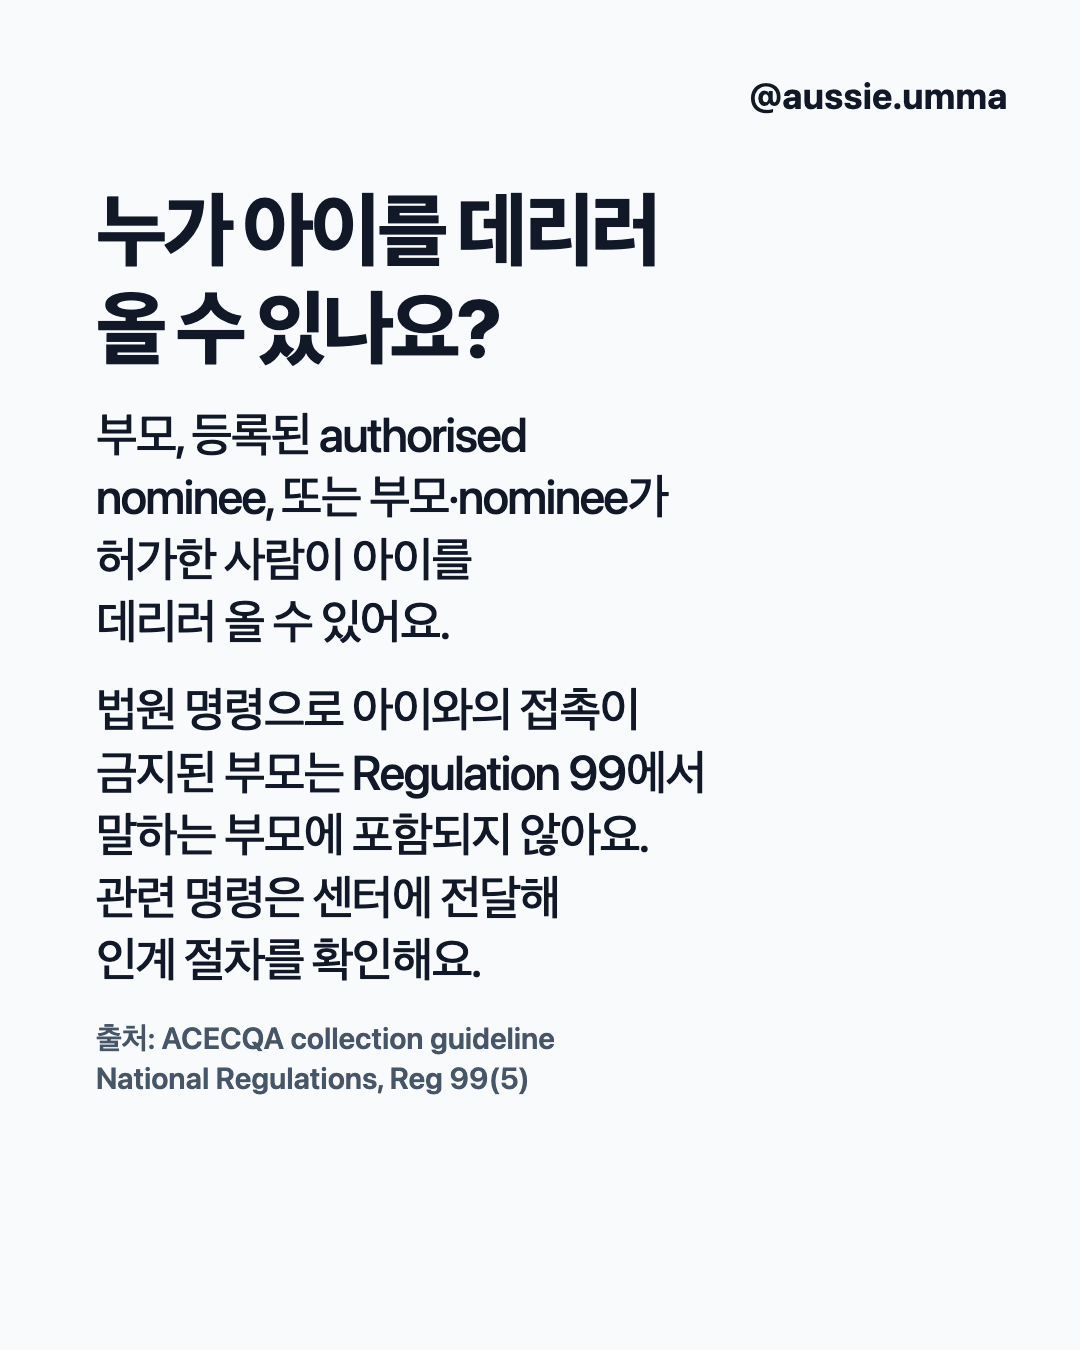 @aussie.umma
누가 아이를 데리러
올 수 있나요?
부모, 등록된 authorised
nominee, 또는 부모·nominee가
허가한 사람이 아이를
데리러 올 수 있어요.
법원 명령으로 아이와의 접촉이
금지된 부모는 Regulation 99에서
말하는 부모에 포함되지 않아요.
관련 명령은 센터에 전달해
인계 절차를 확인해요.
출처: ACECQA collection guideline
National Regulations, Reg 99(5)